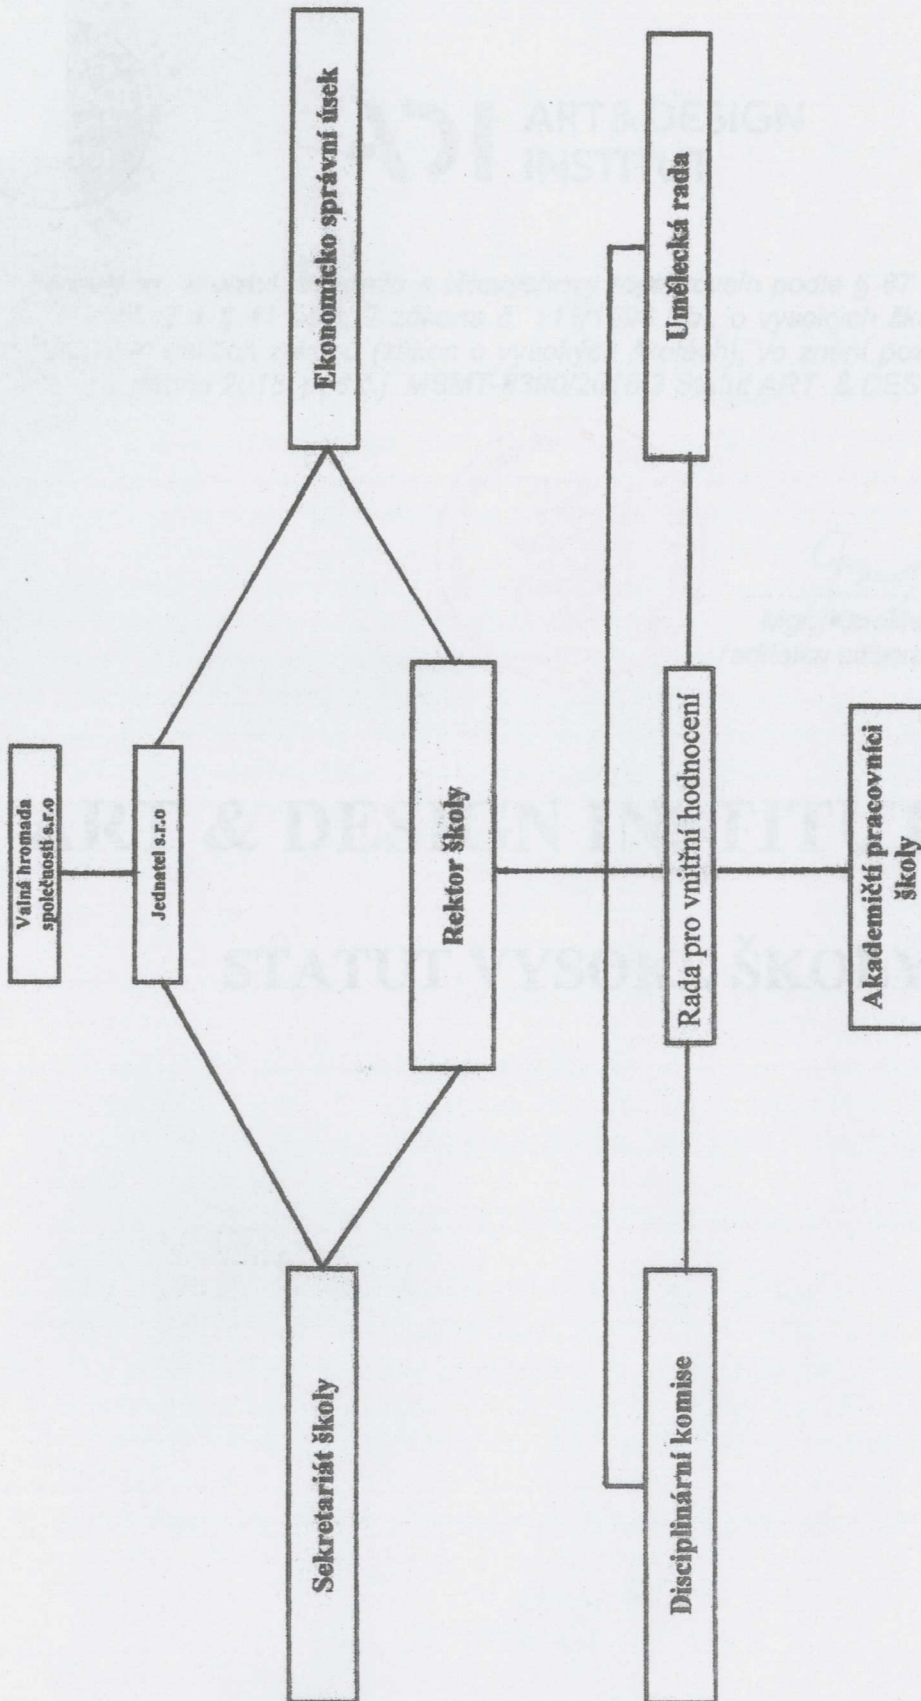 Valná hromada
společnosti s.r.o
Jednatel s.r.o
Sekretariát školy
Ekonomicko správní úsek
Rektor školy
Disciplinární komise
Rada pro vnitřní hodnocení
Umělecká rada
Akademičtí pracovníci
školy
ART & DESIGN
INSTITUT
ART & DESIGN INSTITUT
STATUT VYSOKÉ ŠKOLY